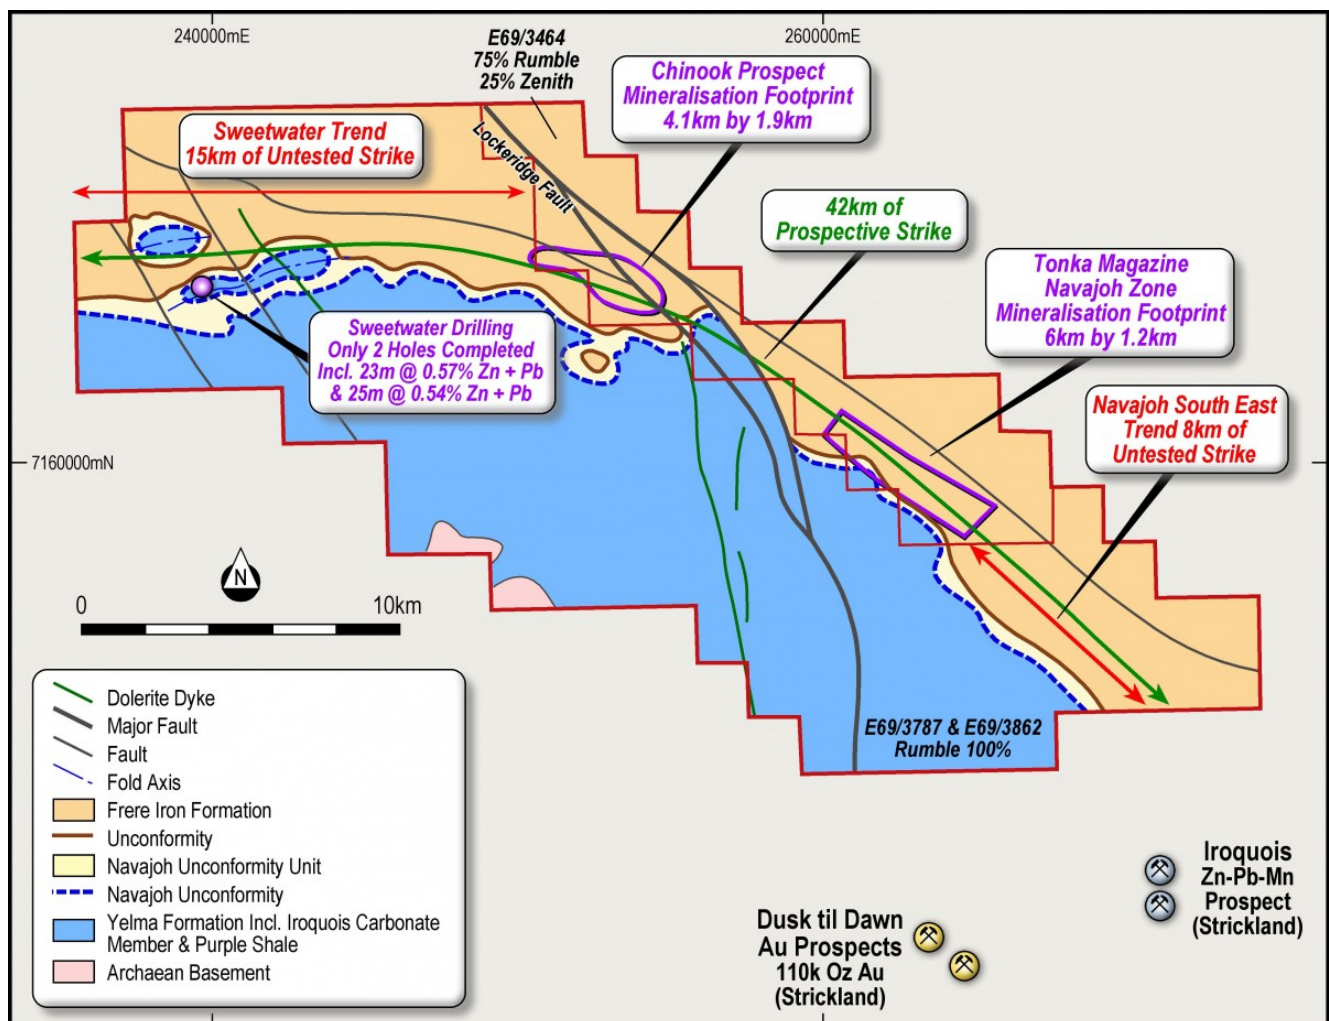 240000mE
260000mE
E69/3464
75% Rumble
25% Zenith
Chinook Prospect
Mineralisation Footprint
4.1km by 1.9km
Sweetwater Trend
15km of Untested Strike
Lockeridge Fault
42km of
Prospective Strike
Tonka Magazine
Navajoh Zone
Mineralisation Footprint
6km by 1.2km
Sweetwater Drilling
Only 2 Holes Completed
Incl. 23m @ 0.57% Zn + Pb
& 25m @ 0.54% Zn + Pb
Navajoh South East
Trend 8km of
Untested Strike
7160000mN
N
0
10km
E69/3787 & E69/3862
Rumble 100%
Dolerite Dyke
Major Fault
Fault
Fold Axis
Frere Iron Formation
Unconformity
Navajoh Unconformity Unit
Navajoh Unconformity
Yelma Formation Incl. Iroquois Carbonate
Member & Purple Shale
Archaean Basement
Iroquois
Zn-Pb-Mn
Prospect
(Strickland)
Dusk til Dawn
Au Prospects
110k Oz Au
(Strickland)